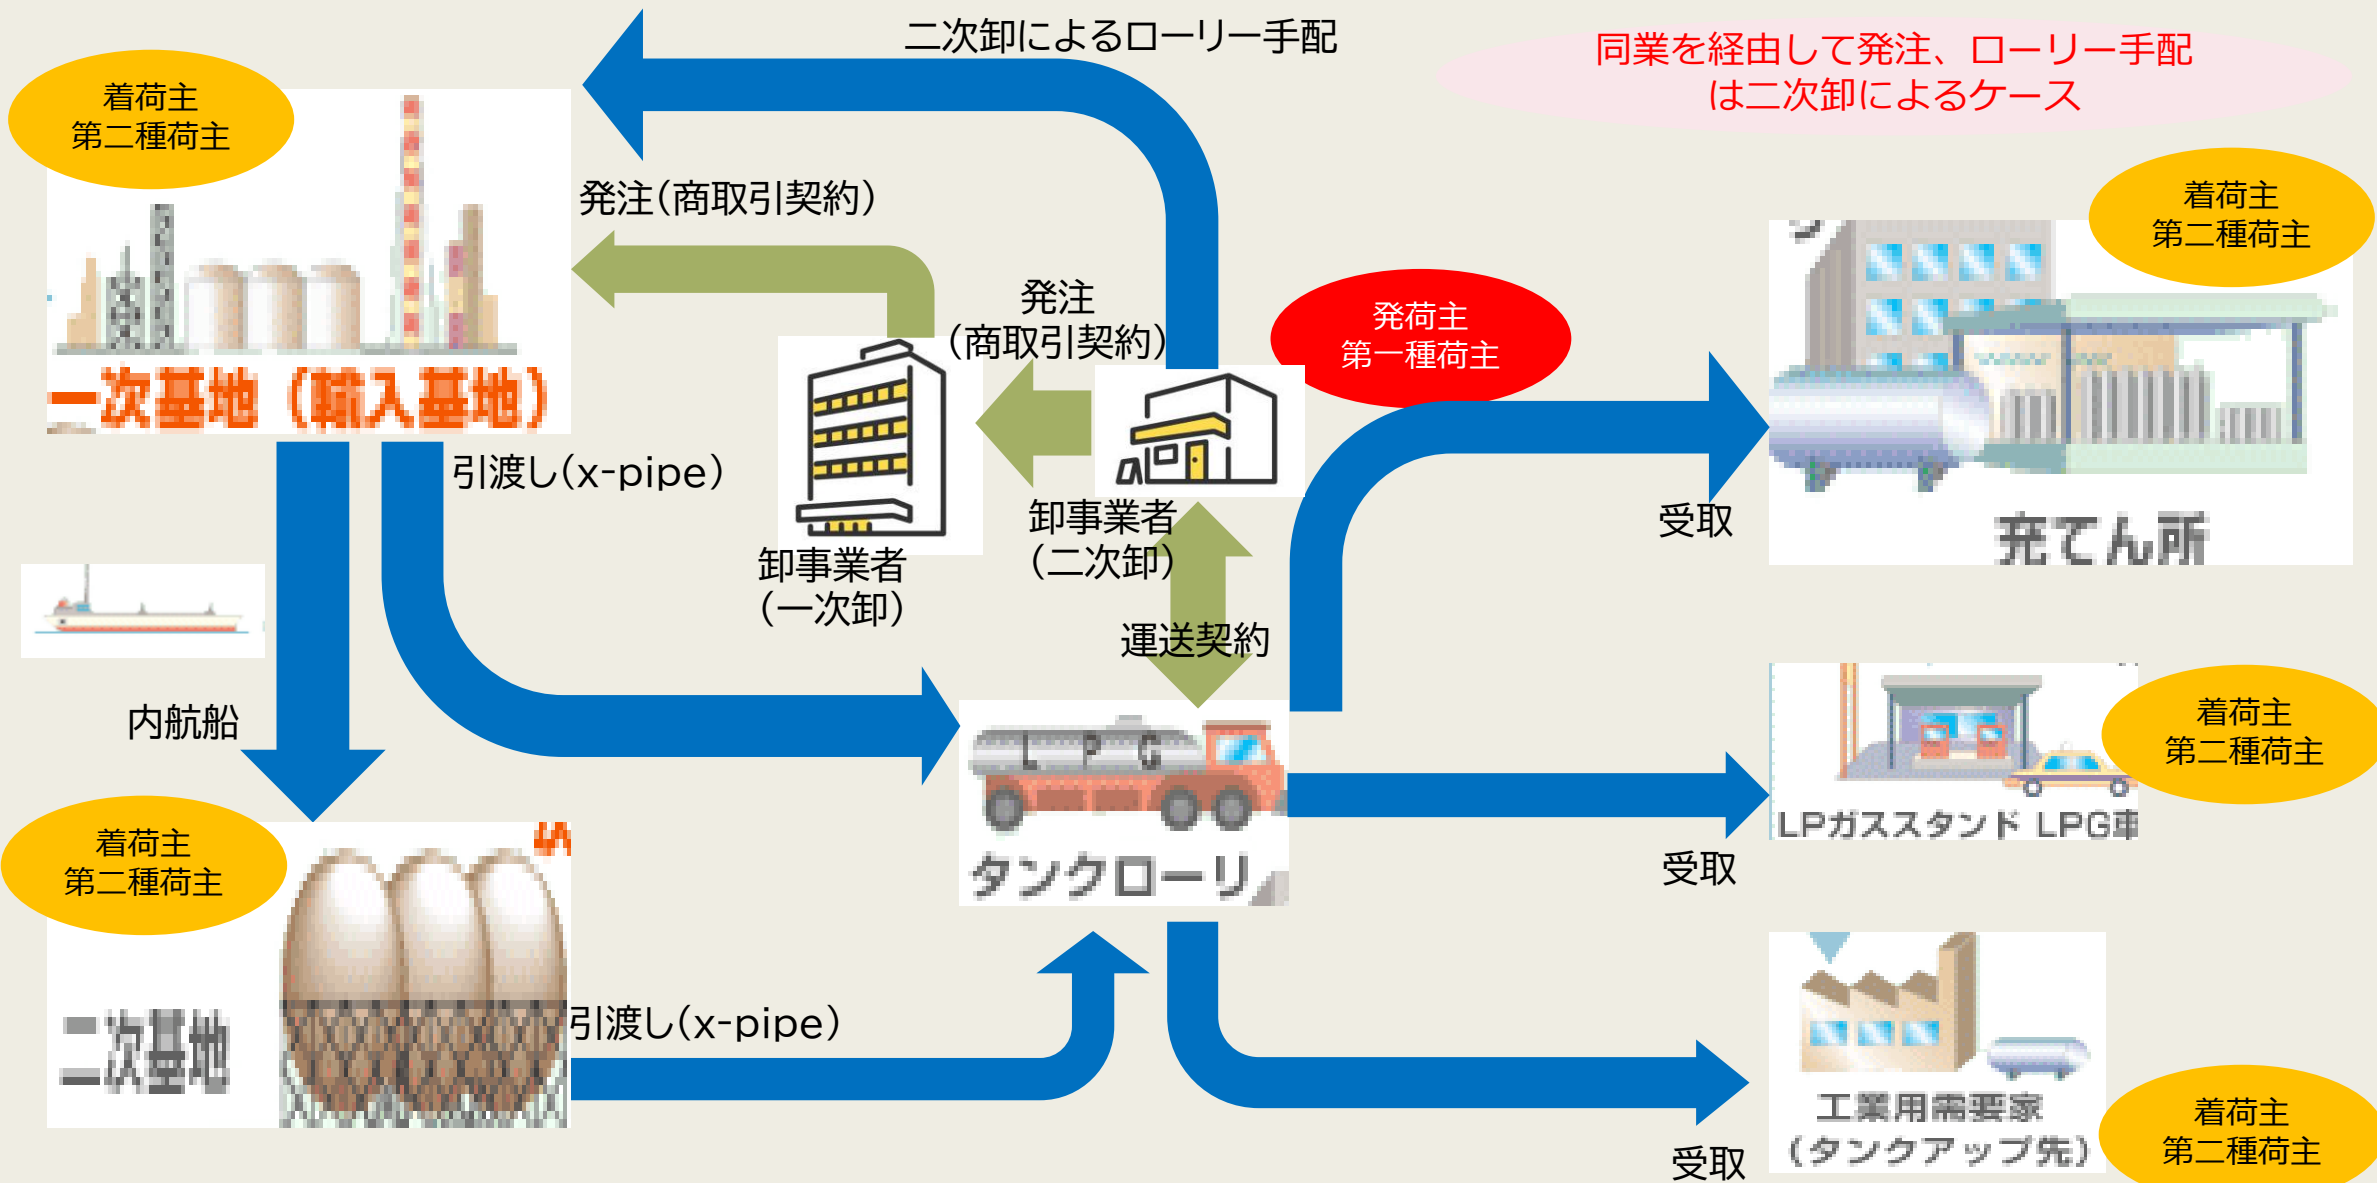 二次卸によるローリー手配
同業を経由して発注、ローリー手配
は二次卸によるケース
着荷主
第二種荷主
発注(商取引契約)
着荷主
第二種荷主
発注
(商取引契約)
発荷主
第一種荷主
一次基地（輸入基地）
引渡し(x-pipe)
卸事業者
(一次卸)
卸事業者
(二次卸)
受取
充てん所
運送契約
内航船
LPG
タンクローリ
着荷主
第二種荷主
LPガススタンド LPG車
受取
着荷主
第二種荷主
二次基地
引渡し(x-pipe)
工業用需要家
(タンクアップ先)
着荷主
第二種荷主
受取